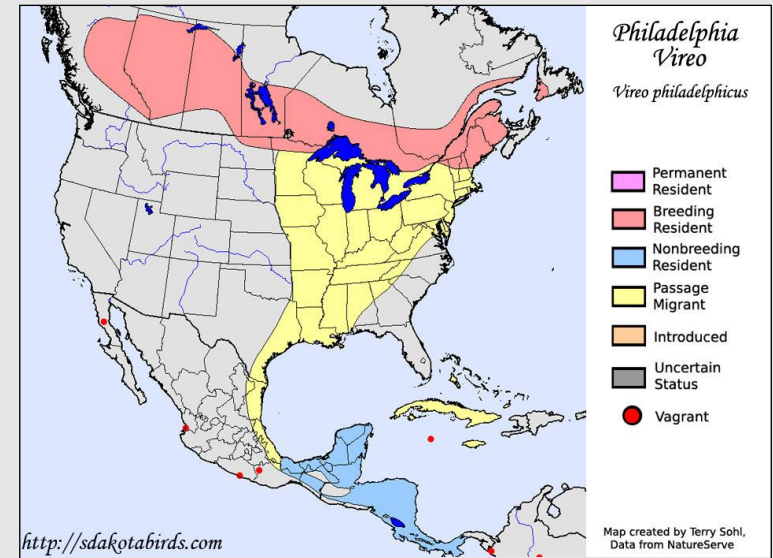 Philadelphia
Vireo
Vireo philadelphicus
Permanent
Resident
Breeding
Resident
Nonbreeding
Resident
Passage
Migrant
Introduced
Uncertain
Status
Vagrant
http://sdakotabirds.com
Map created by Terry Sohl,
Data from NatureServe